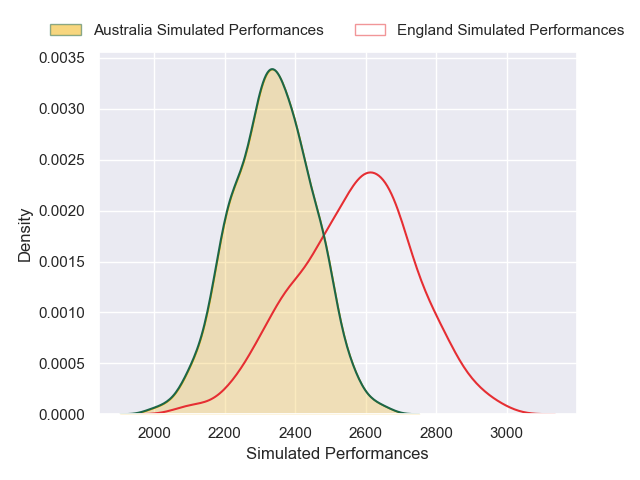 Australia Simulated Performances England Simulated Performances
0.0035
0.0030
0.0025
0.0020
0.0015
0.0010
0.0005
0.0000
Density
2000 2200 2400 2600 2800 3000
Simulated Performances